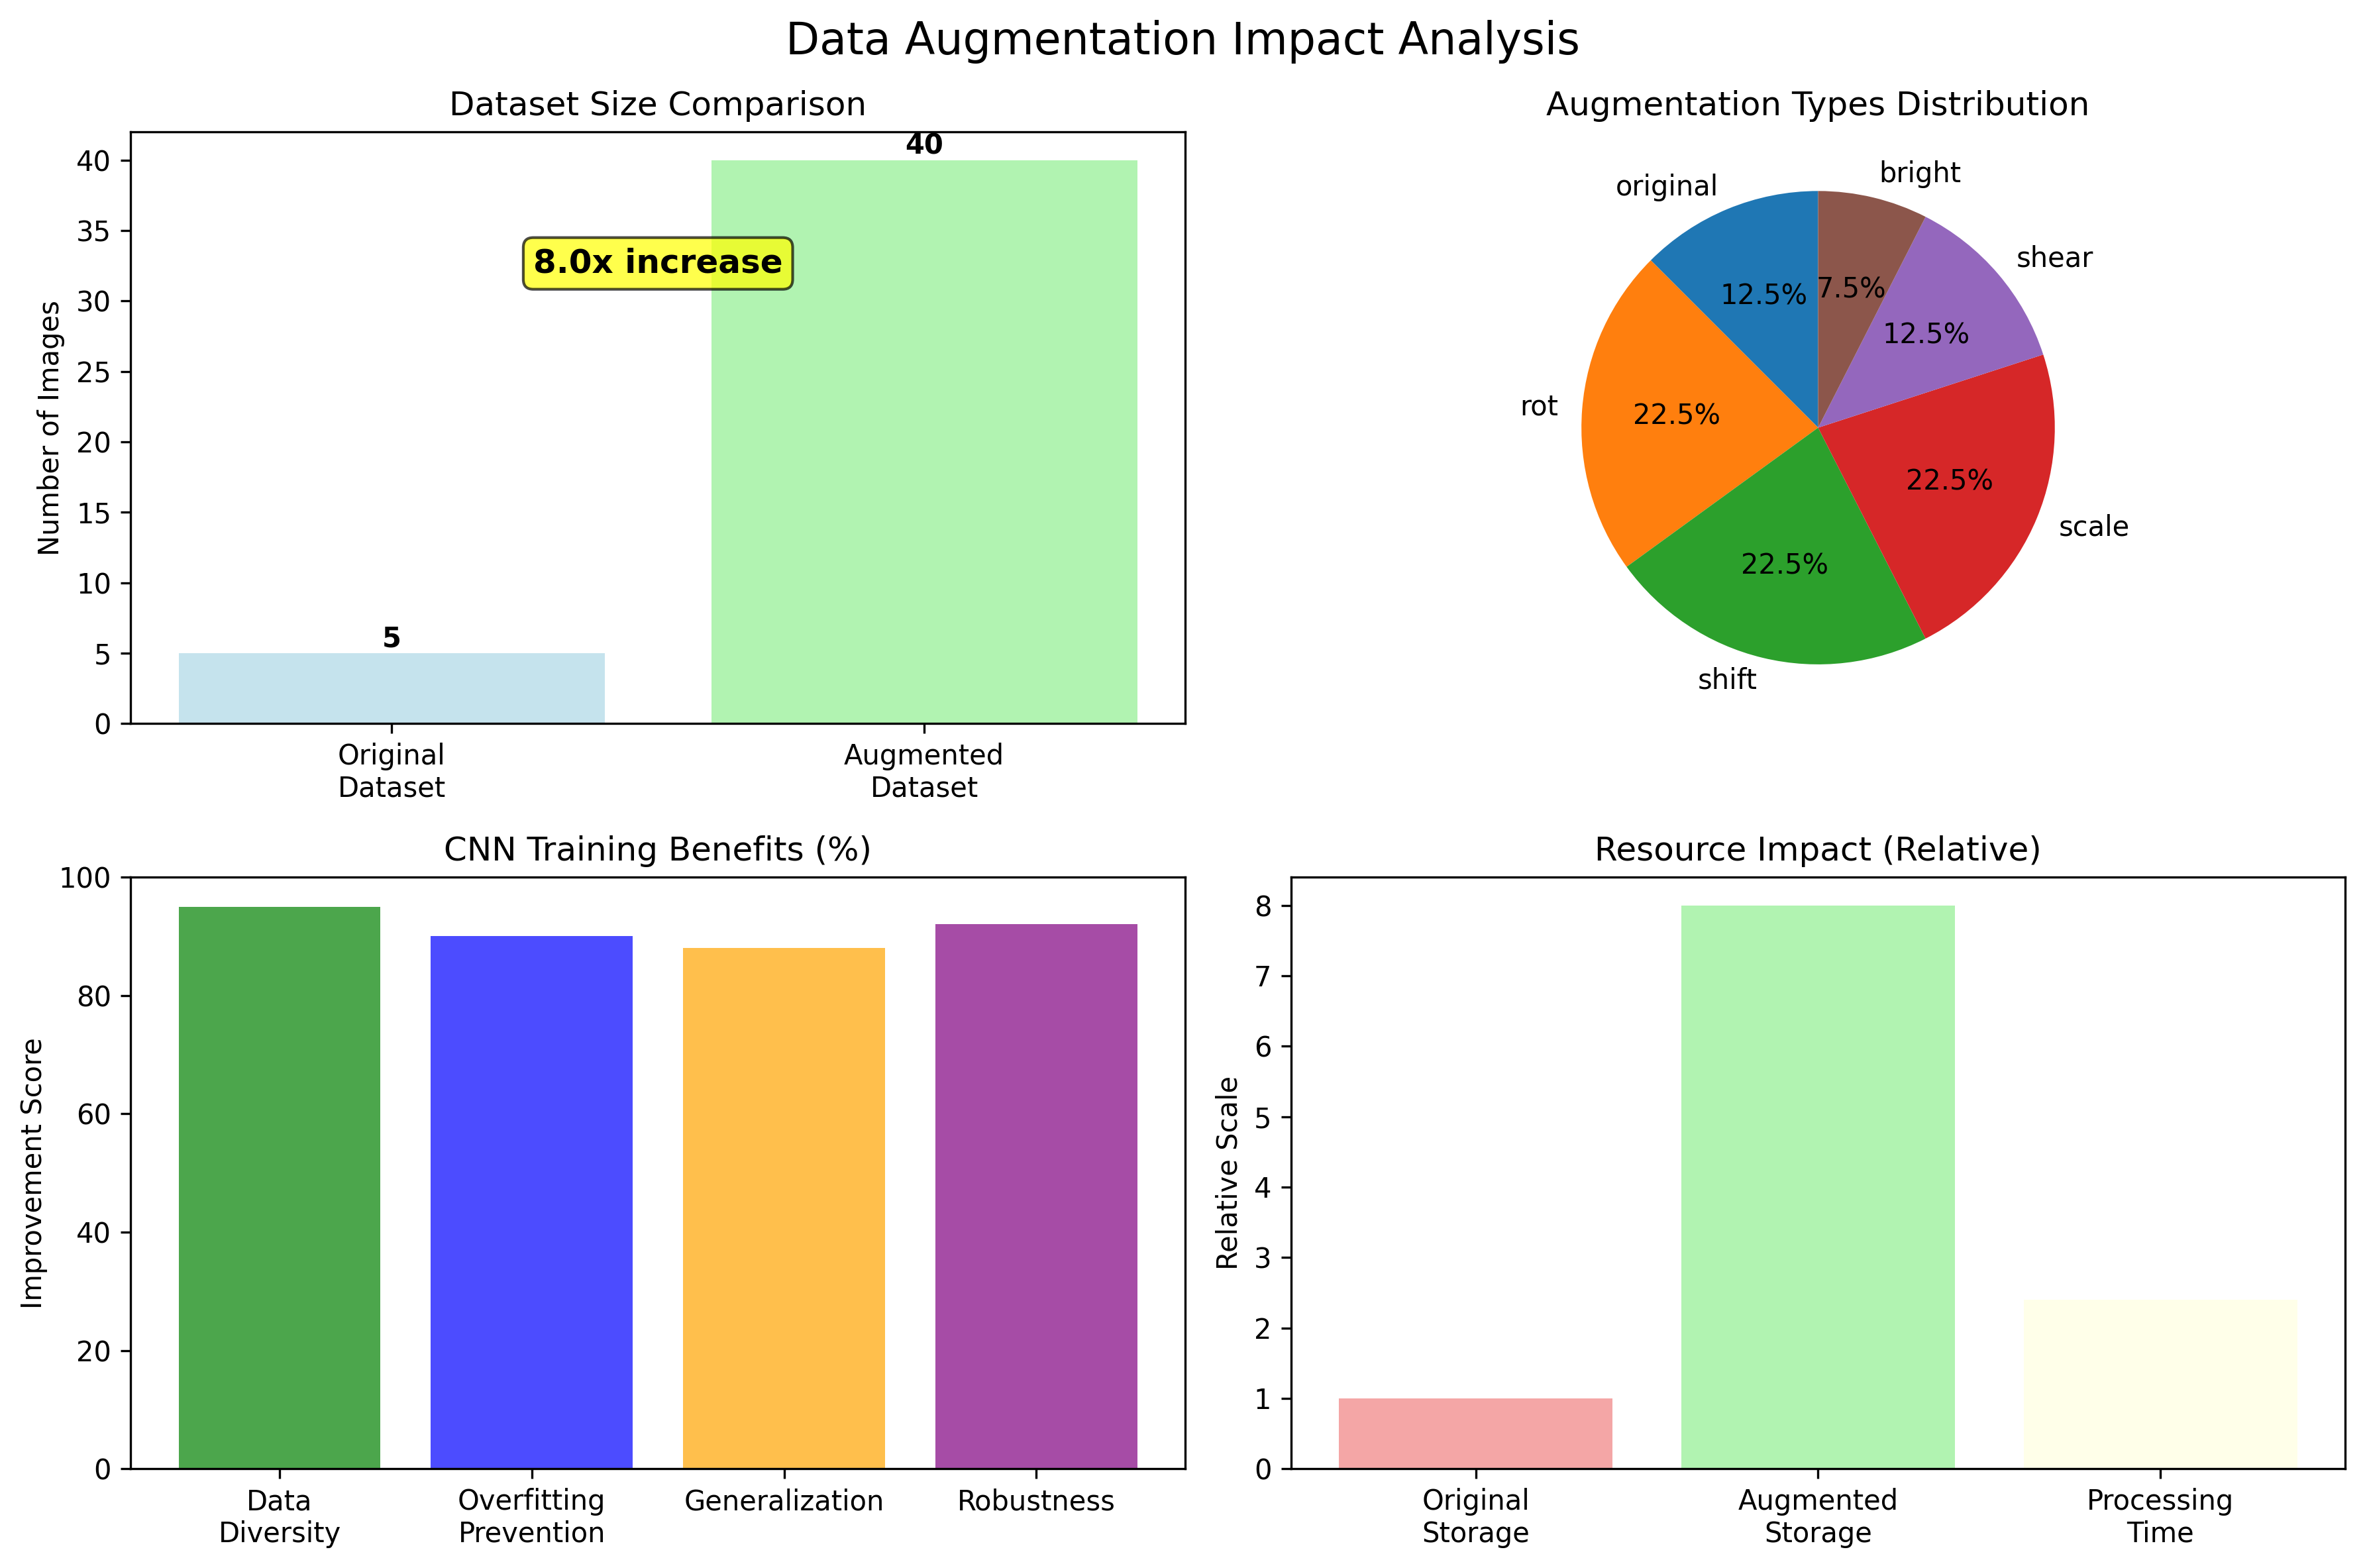 Data Augmentation Impact Analysis
Dataset Size Comparison
Number of Images
40
35
30
25
20
15
10
5
0
5
40
8.0x increase
Original
Dataset
Augmented
Dataset
Augmentation Types Distribution
original
rot
shift
scale
shear
bright
12.5%
22.5%
22.5%
22.5%
12.5%
7.5%
CNN Training Benefits (%)
Improvement Score
100
80
60
40
20
0
Data
Diversity
Overfitting
Prevention
Generalization
Robustness
Resource Impact (Relative)
Relative Scale
8
7
6
5
4
3
2
1
0
Original
Storage
Augmented
Storage
Processing
Time